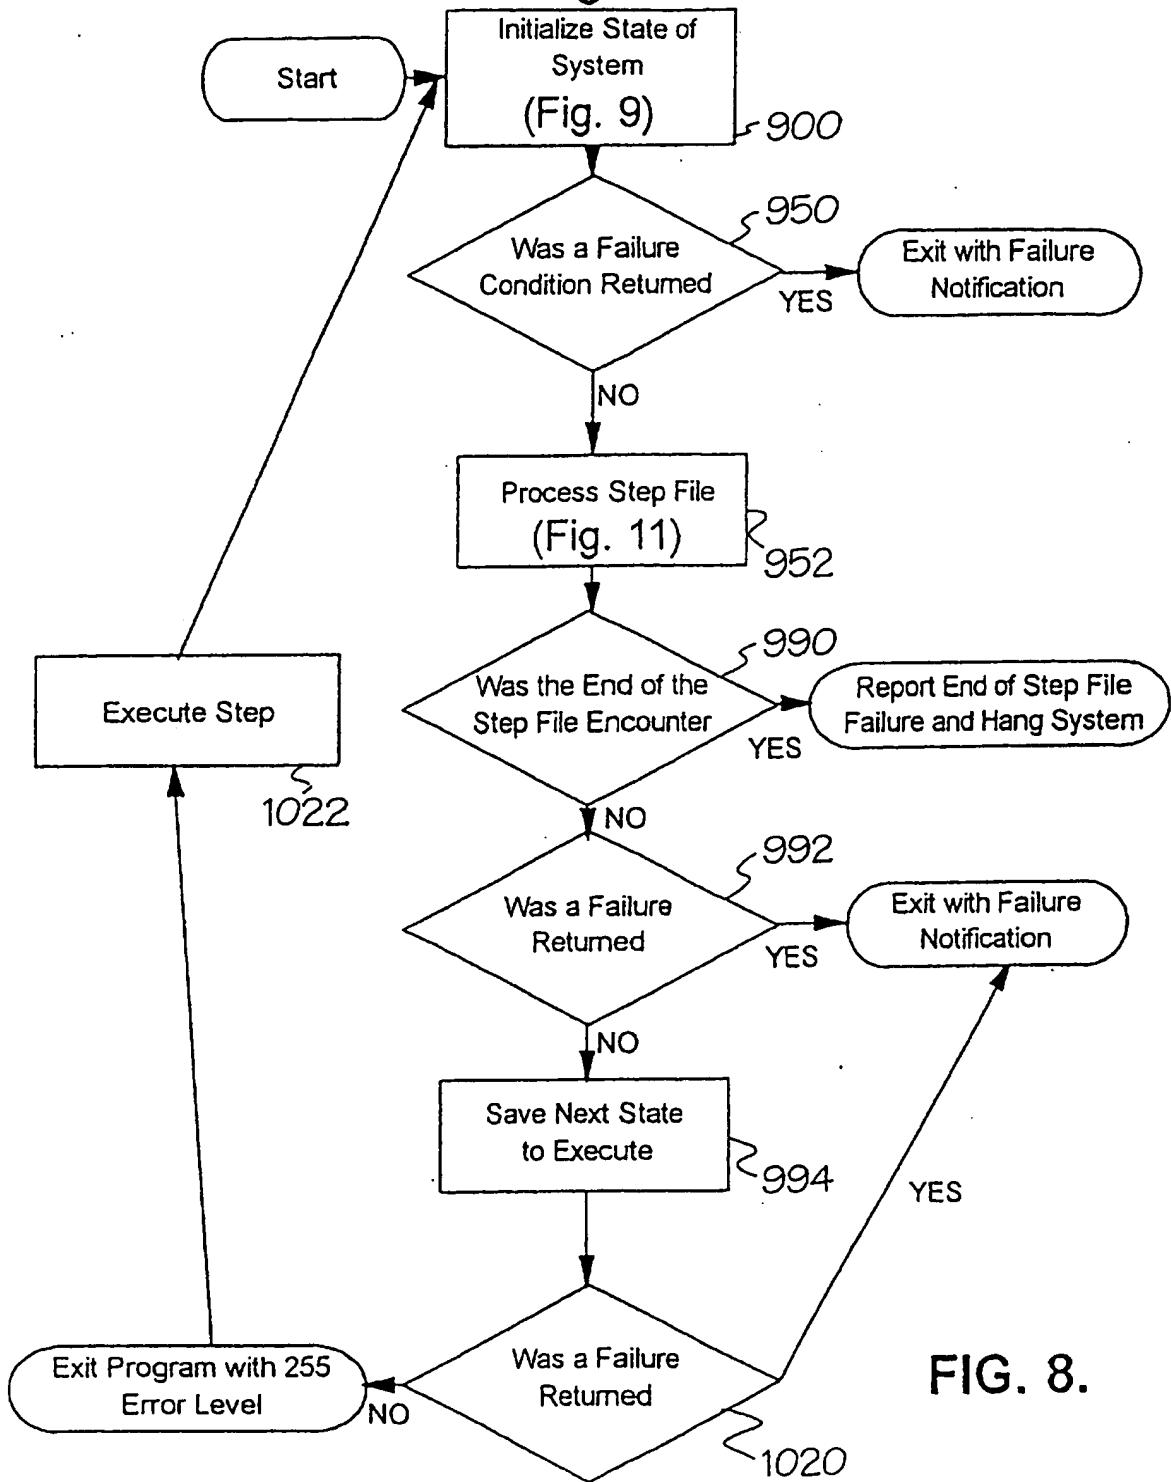 Initialize State of
System
(Fig. 9)
Start
900
950
Was a Failure
Condition Returned
YES
Exit with Failure
Notification
NO
Process Step File
(Fig. 11)
952
990
Was the End of the
Step File Encounter
YES
Report End of Step File
Failure and Hang System
Execute Step
1022
NO
992
Was a Failure
Returned
YES
Exit with Failure
Notification
NO
Save Next State
to Execute
994
YES
Was a Failure
Returned
NO
Exit Program with 255
Error Level
1020
FIG. 8.